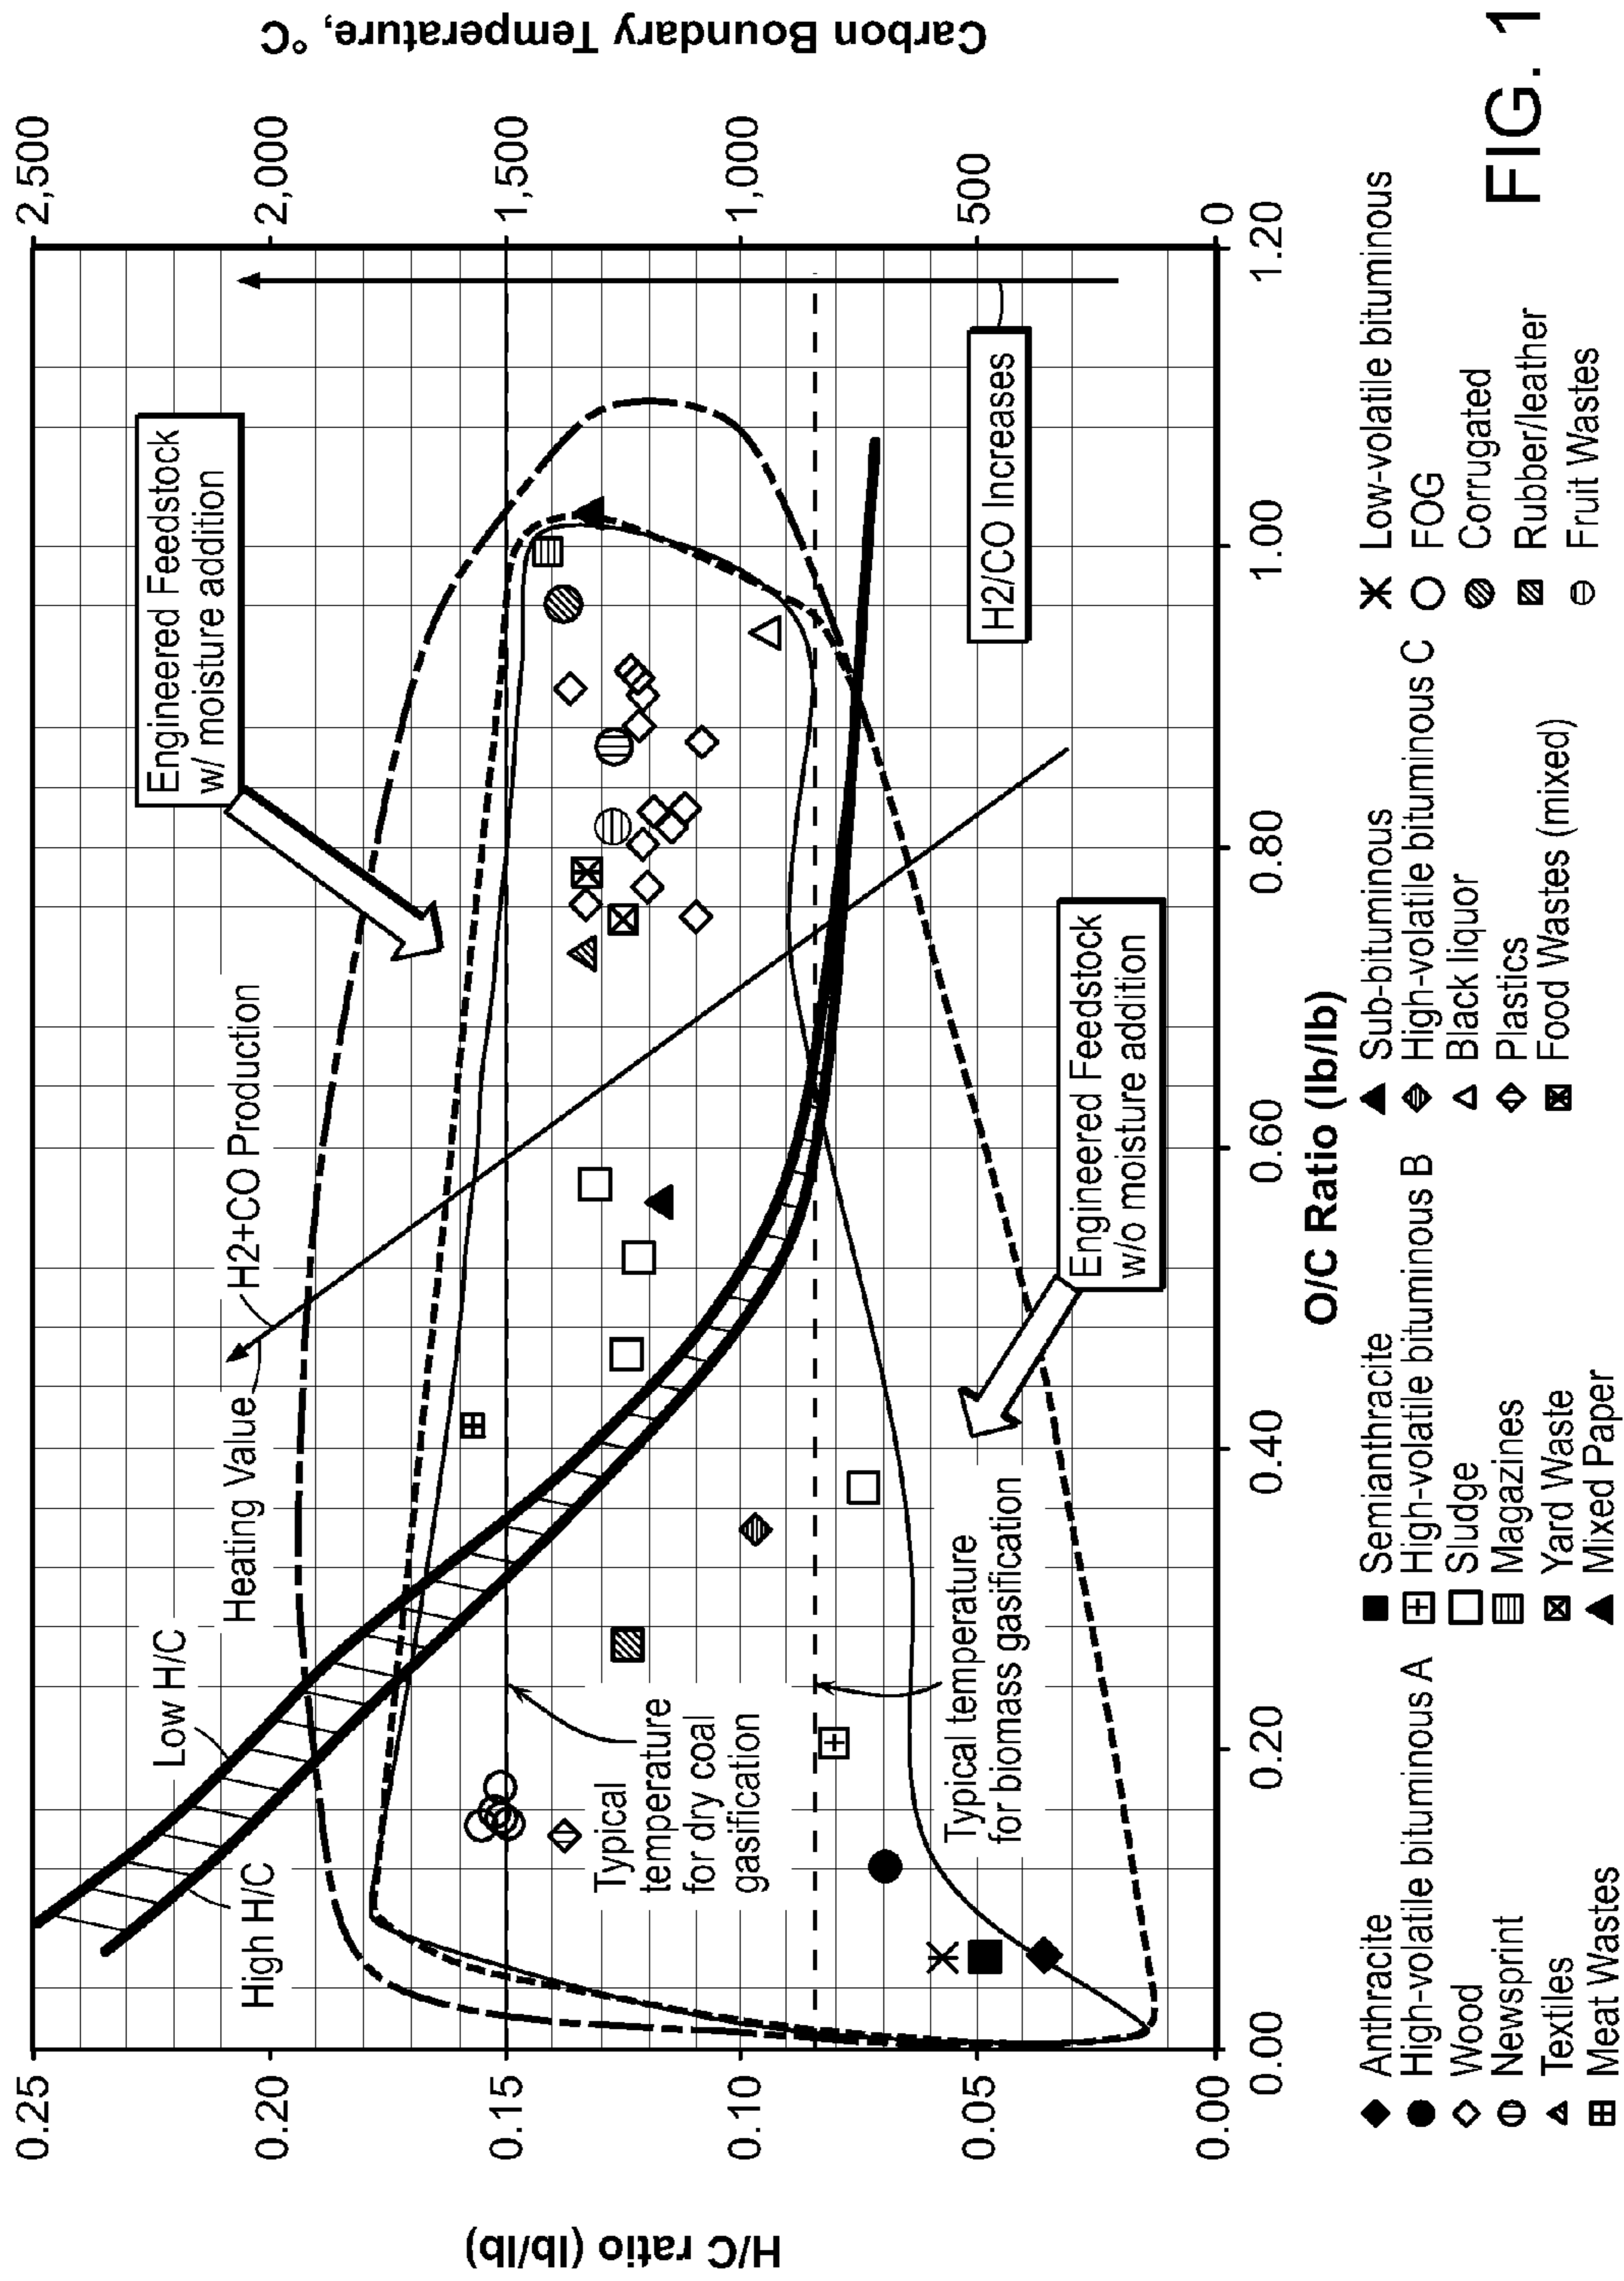 H/C ratio (lb/lb)
0.25
0.20
0.15
0.10
0.05
0.00
Carbon Boundary Temperature, °C
2,500
2,000
1,500
1,000
500
0
0.00
0.20
0.40
0.60
0.80
1.00
1.20
O/C Ratio (lb/lb)
High H/C
Low H/C
Heating Value
H2+CO Production
Engineered Feedstock
w/ moisture addition
Typical
temperature
for dry coal
gasification
Typical temperature
for biomass gasification
Engineered Feedstock
w/o moisture addition
H2/CO Increases
Anthracite
High-volatile bituminous A
Wood
Newsprint
Textiles
Meat Wastes
Semianthracite
High-volatile bituminous B
Sludge
Magazines
Yard Waste
Mixed Paper
Sub-bituminous
High-volatile bituminous C
Black liquor
Plastics
Food Wastes (mixed)
Low-volatile bituminous
FOG
Corrugated
Rubber/leather
Fruit Wastes
FIG. 1